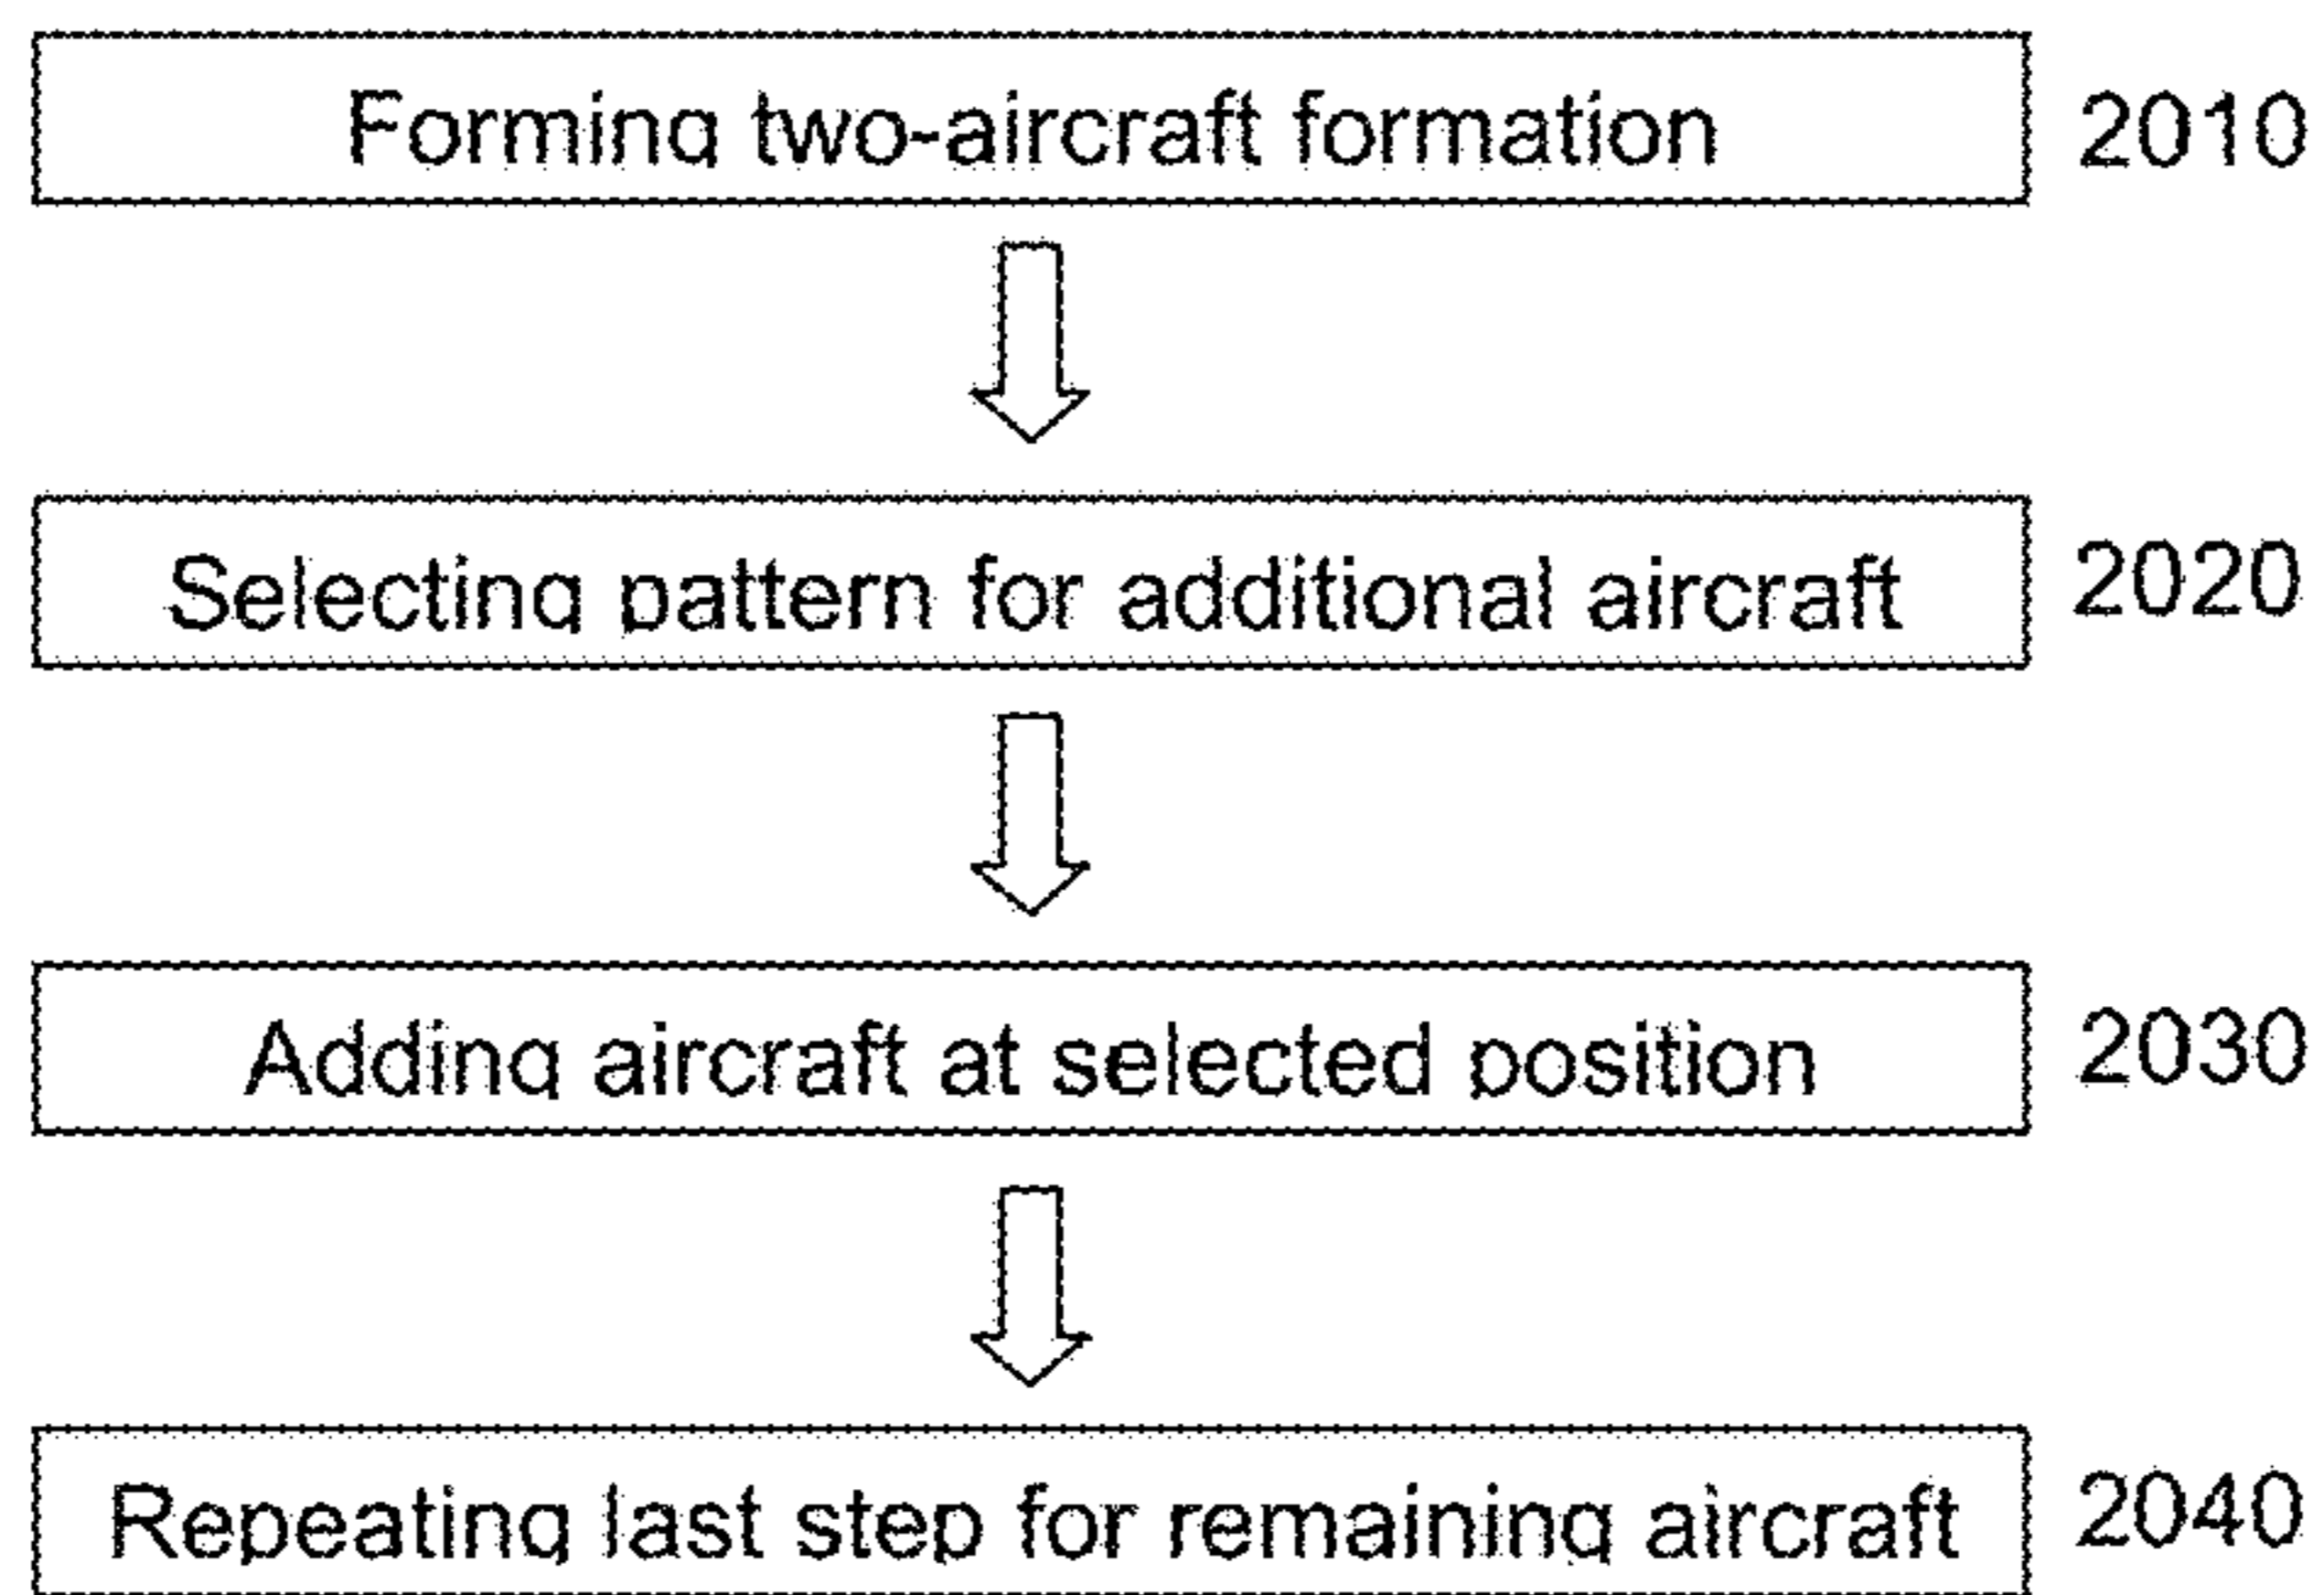 Forming two-aircraft formation 2010
Selecting pattern for additional aircraft 2020
Adding aircraft at selected position 2030
Repeating last step for remaining aircraft 2040